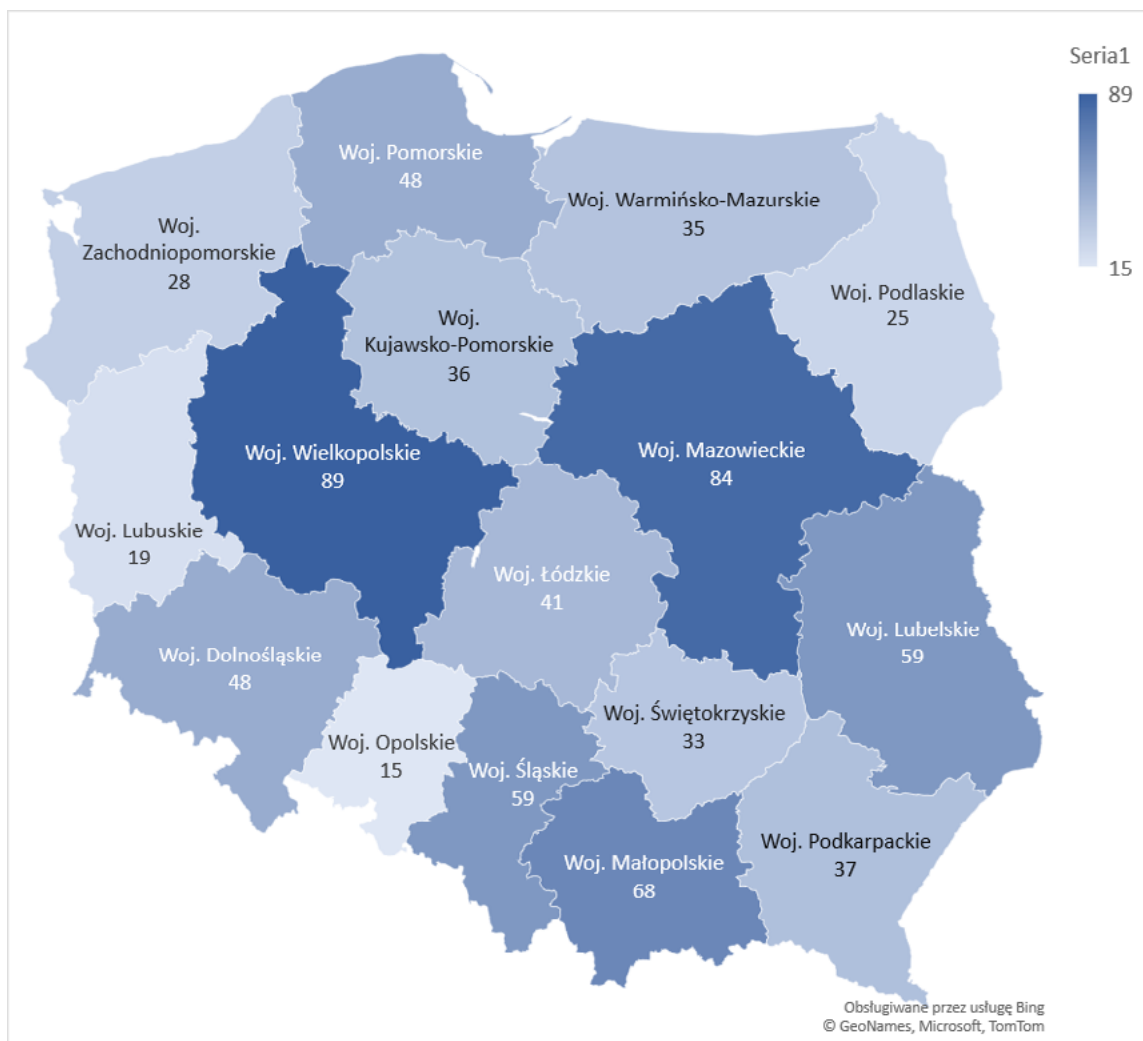 Seria1
89
15
Woj. Pomorskie
48
Woj. Warmińsko-Mazurskie
35
Woj.
Zachodniopomorskie
28
Woj. Podlaskie
25
Woj.
Kujawsko-Pomorskie
36
Woj. Wielkopolskie
89
Woj. Mazowieckie
84
Woj. Lubuskie
19
Woj. Łódzkie
41
Woj. Lubelskie
59
Woj. Dolnośląskie
48
Woj. Świętokrzyskie
33
Woj. Opolskie
15
Woj. Śląskie
59
Woj. Małopolskie
68
Woj. Podkarpackie
37
Obsługiwane przez usługę Bing
© GeoNames, Microsoft, TomTom